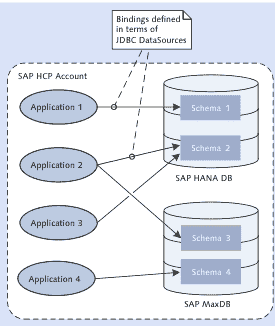 Bindings defined
in terms of
JDBC DataSources
SAP HCP Account
Application 1
Schema 1
Application 2
Schema 2
SAP HANA DB
Application 3
Schema 3
Application 4
Schema 4
SAP MaxDB